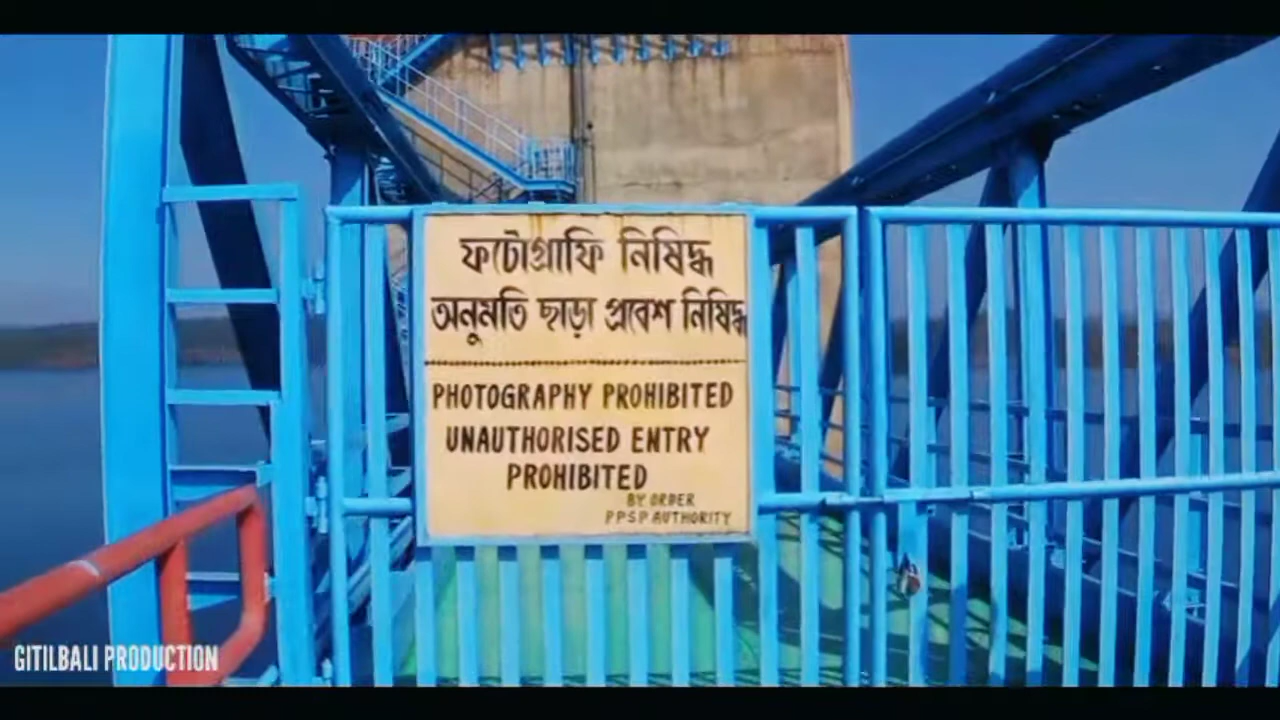 ফটোগ্রাফি নিষিদ্ধ
অনুমতি ছাড়া প্রবেশ নিষিদ্ধ
PHOTOGRAPHY PROHIBITED
UNAUTHORISED ENTRY
PROHIBITED
BY ORDER
PPSP AUTHORITY
GITILBALI PRODUCTION